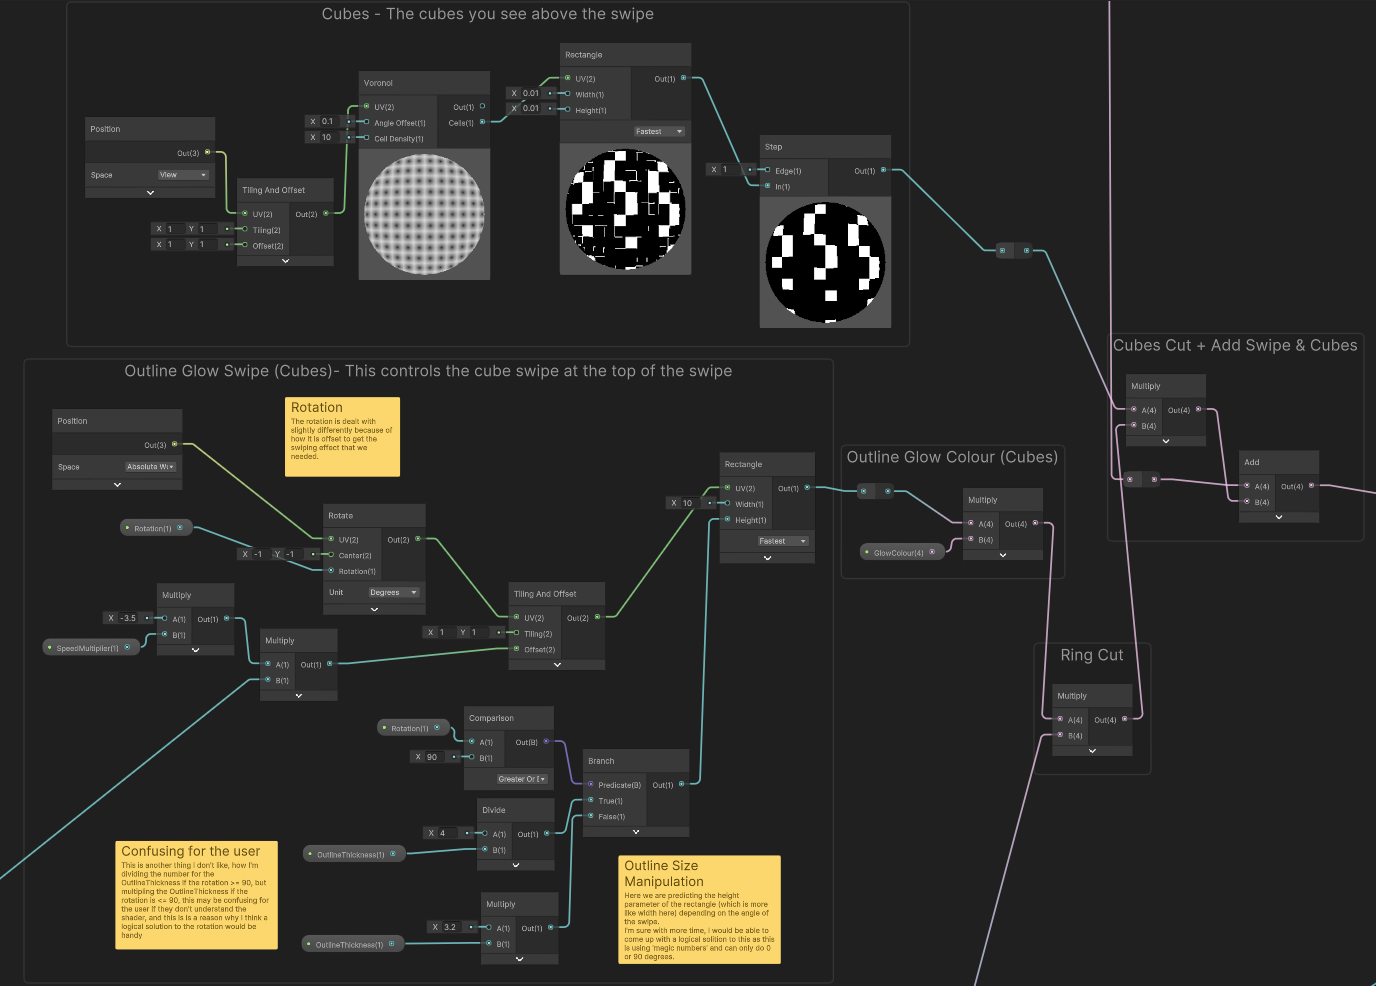 Cubes - The cubes you see above the swipe
Position
Out(3)
Space
View
Tiling And Offset
UV(2)
Out(2)
X 1 Y 1
Tiling(2)
X 1 Y 1
Offset(2)
Voronoi
UV(2)
Out(1)
X 0.1
Angle Offset(1)
Cells(1)
X 10
Cell Density(1)
Rectangle
UV(2)
Out(1)
X 0.01
Width(1)
X 0.01
Height(1)
Fastest
Step
X 1
Edge(1)
Out(1)
In(1)
Cubes Cut + Add Swipe & Cubes
Multiply
A(4)
Out(4)
B(4)
Add
A(4)
Out(4)
B(4)
Outline Glow Swipe (Cubes)- This controls the cube swipe at the top of the swipe
Position
Out(3)
Space
Absolute W
Rotation
The rotation is dealt with
slightly differently because of
how it is offset to get the
swiping effect that we
needed.
Rotation(1)
Rotate
UV(2)
Out(2)
X -1 Y -1
Center(2)
Rotation(1)
Unit
Degrees
Multiply
X -3.5
A(1)
Out(1)
SpeedMultiplier(1)
B(1)
Multiply
A(1)
Out(1)
B(1)
Tiling And Offset
UV(2)
Out(2)
X 1 Y 1
Tiling(2)
Offset(2)
Rectangle
UV(2)
Out(1)
X 10
Width(1)
Height(1)
Fastest
Outline Glow Colour (Cubes)
Multiply
A(4)
Out(4)
GlowColour(4)
B(4)
Ring Cut
Multiply
A(4)
Out(4)
B(4)
Rotation(1)
Comparison
A(1)
Out(B)
X 90
B(1)
Greater Or E
Branch
Predicate(B)
Out(1)
True(1)
False(1)
Divide
X 4
A(1)
Out(1)
OutlineThickness(1)
B(1)
Multiply
X 3.2
A(1)
Out(1)
OutlineThickness(1)
B(1)
Confusing for the user
This is another thing I don't like, how I'm
dividing the number for the
OutlineThickness if the rotation >= 90, but
multipling the OutlineThickness if the
rotation is <= 90, this may be confusing for
the user if they don't understand the
shader, and this is is a reason why I think a
logical solution to the rotation would be
handy
Outline Size
Manipulation
Here we are predicting the height
parameter of the rectangle (which is more
like width here) depending on the angle of
the swipe.
I'm sure with more time, I would be able to
come up with a logical solition to this as this
is using 'magic numbers' and can only do 0
or 90 degrees.